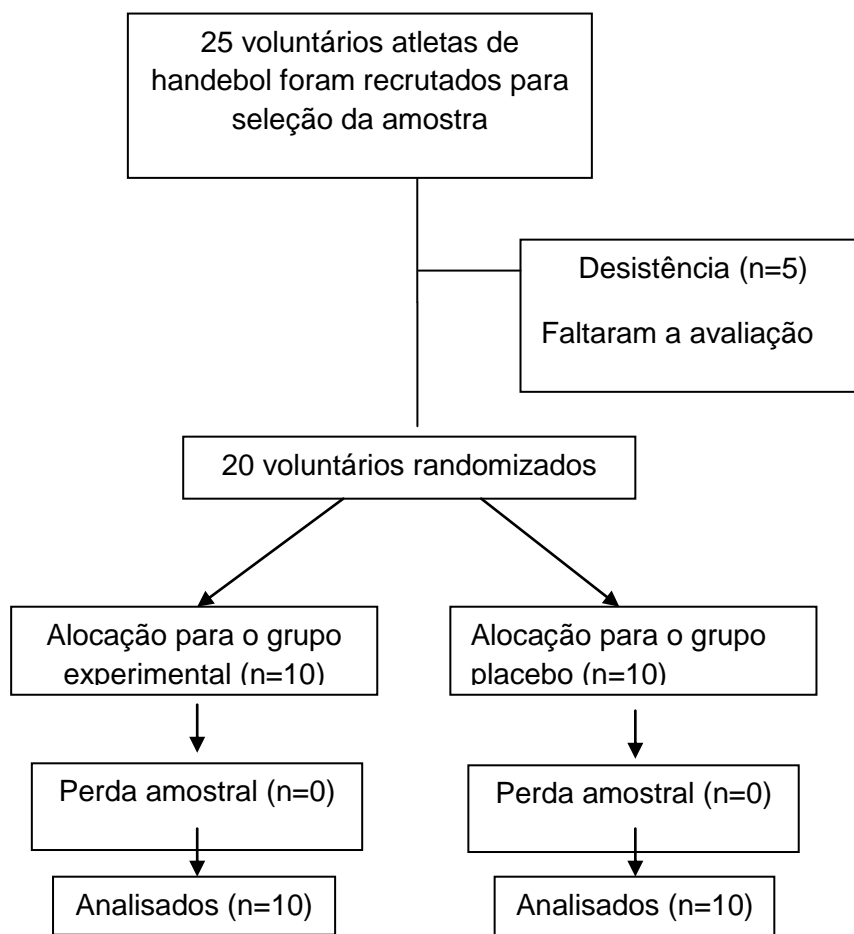 25 voluntários atletas de
handebol foram recrutados para
seleção da amostra
Desistência (n=5)
Faltaram a avaliação
20 voluntários randomizados
Alocação para o grupo
experimental (n=10)
Alocação para o grupo
placebo (n=10)
Perda amostral (n=0)
Perda amostral (n=0)
Analisados (n=10)
Analisados (n=10)